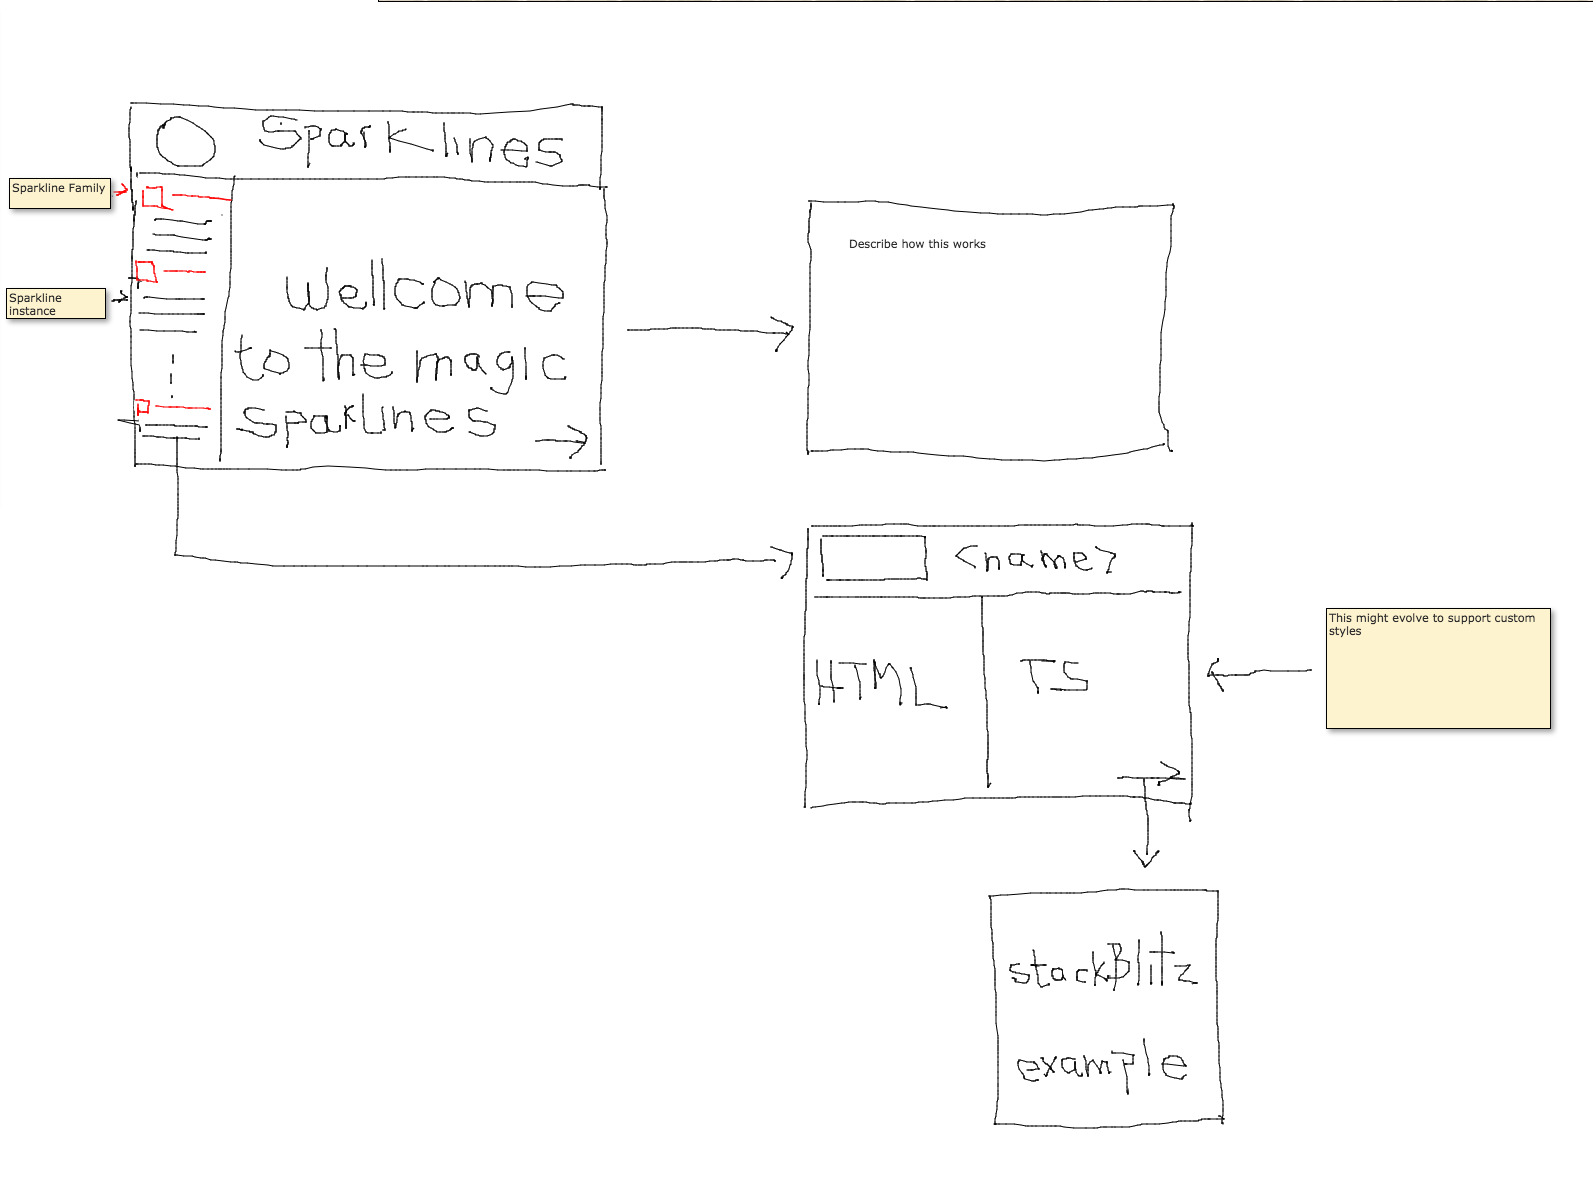 Sparklines
Sparkline Family
Sparkline
instance
Wellcome
to the magic
sparklines
Describe how this works
<name>
HTML
TS
This might evolve to support custom
styles
stackBlitz
example